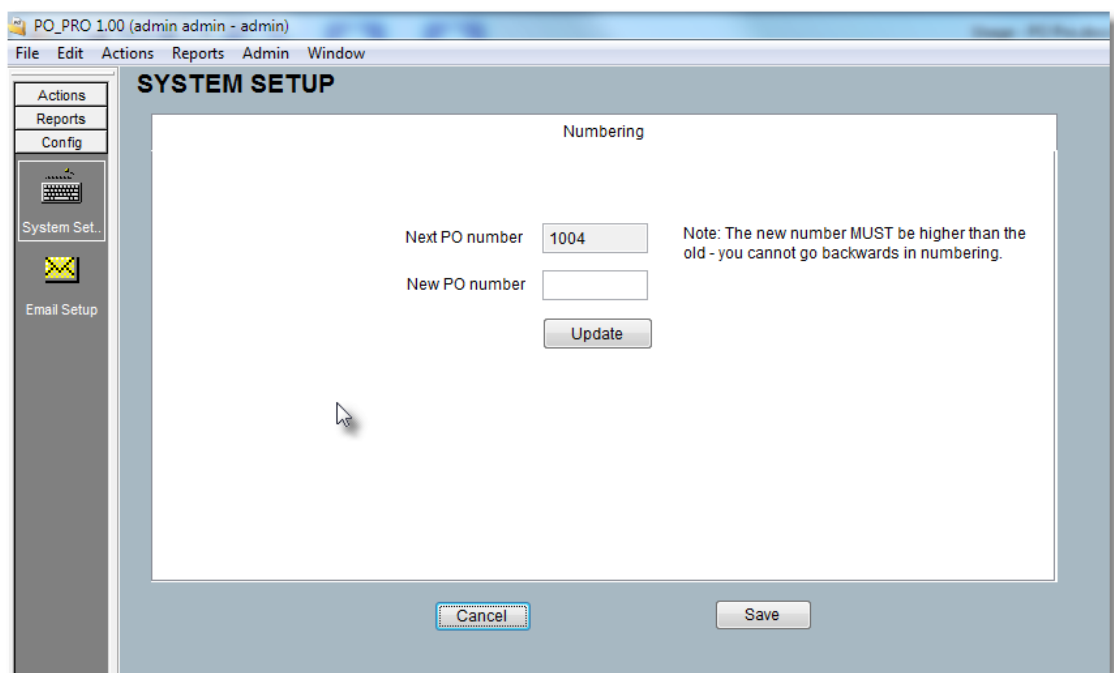 PO_PRO 1.00 (admin admin - admin)
File Edit Actions Reports Admin Window
SYSTEM SETUP
Actions
Reports
Config
System Set..
Email Setup
Numbering
Next PO number 1004
Note: The new number MUST be higher than the
old - you cannot go backwards in numbering.
New PO number
Update
Cancel Save